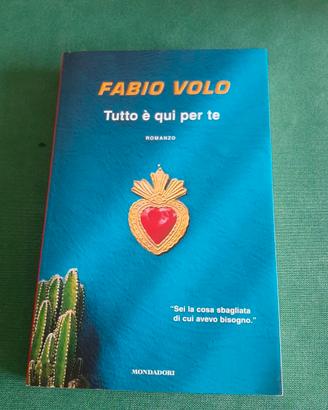 FABIO VOLO
Tutto è qui per te
ROMANZO
"Sei la cosa sbagliata
di cui avevo bisogno."
MONDADORI